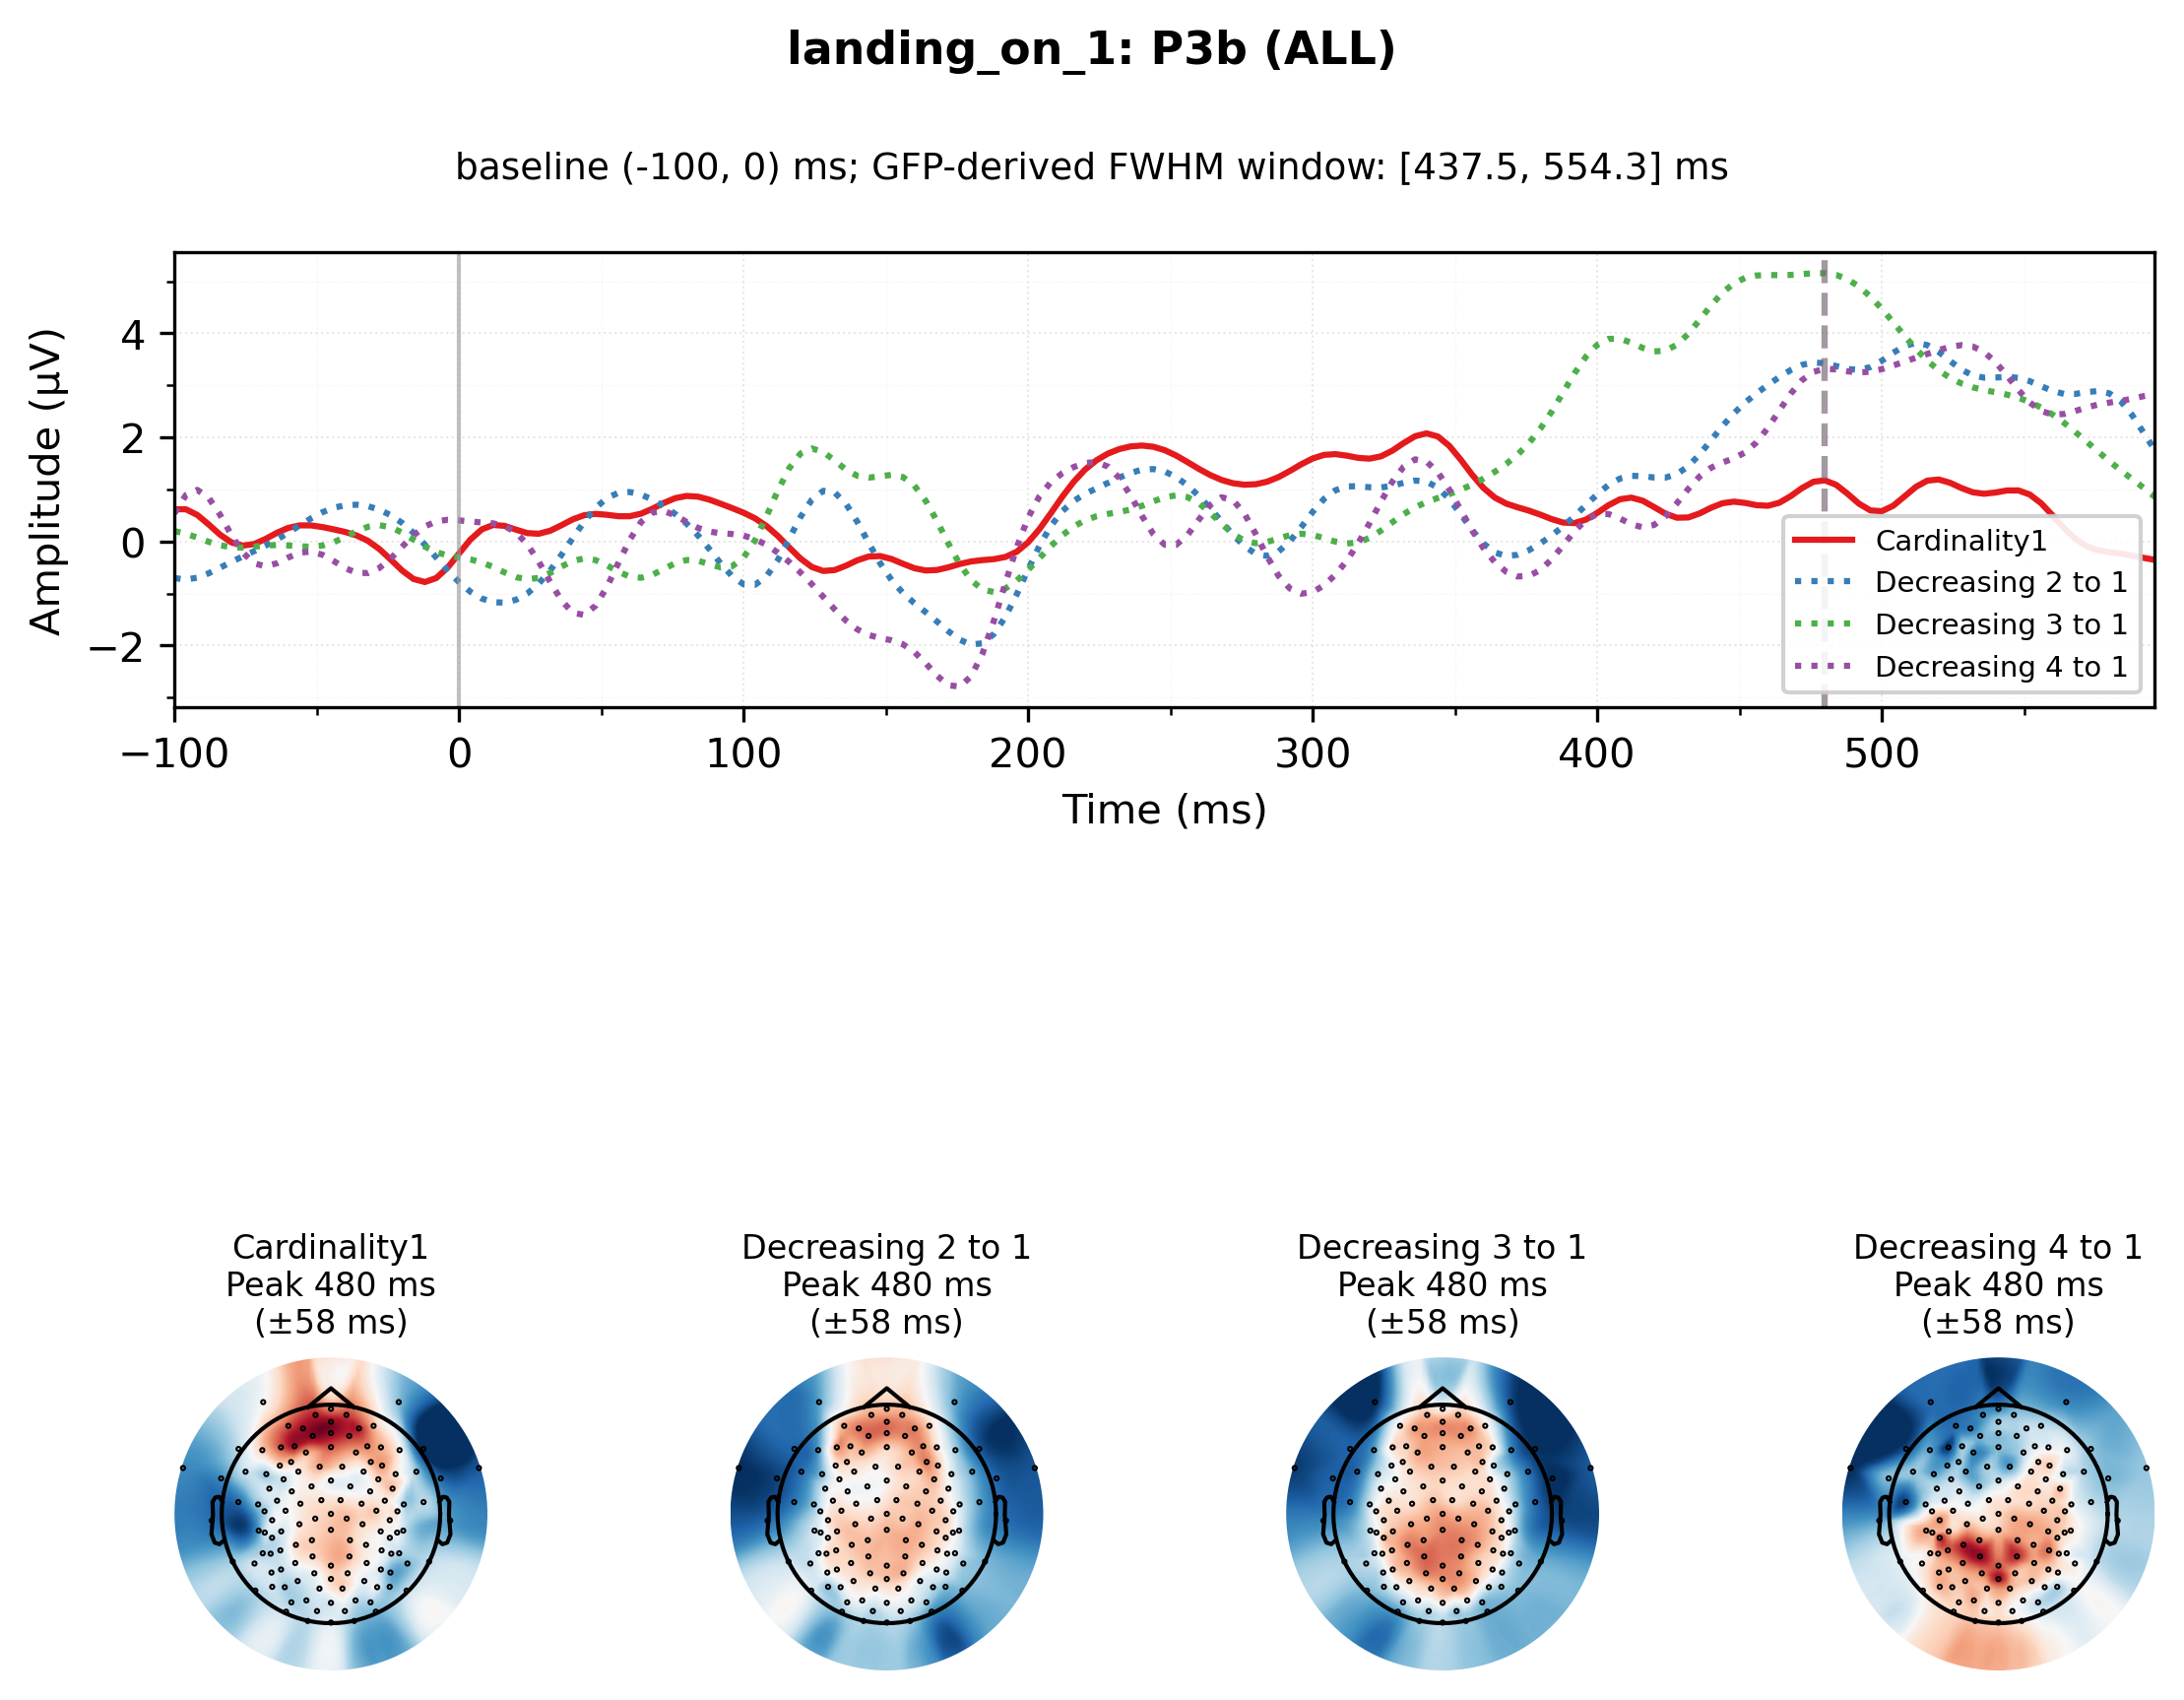 landing_on_1: P3b (ALL)
baseline (-100, 0) ms; GFP-derived FWHM window: [437.5, 554.3] ms
Amplitude (µV)
4
2
0
−2
−100
0
100
200
300
400
500
Time (ms)
Cardinality1
Decreasing 2 to 1
Decreasing 3 to 1
Decreasing 4 to 1
Cardinality1
Peak 480 ms
(±58 ms)
Decreasing 2 to 1
Peak 480 ms
(±58 ms)
Decreasing 3 to 1
Peak 480 ms
(±58 ms)
Decreasing 4 to 1
Peak 480 ms
(±58 ms)